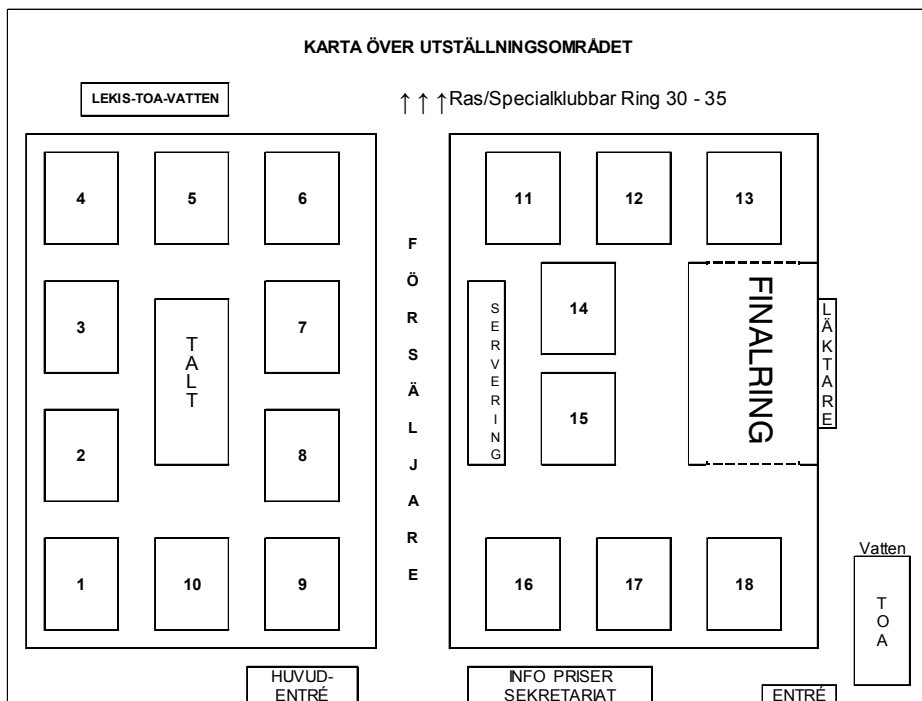 KARTA ÖVER UTSTÄLLNINGSOMRÅDET
LEKIS-TOA-VATTEN
↑ ↑ ↑ Ras/Specialklubbar Ring 30 - 35
4
5
6
3
TALT
7
2
8
1
10
9
FÖRSÄLJARE
11
12
13
SERVERING
14
15
FINALRING
LÄKTARE
16
17
18
Vatten
TOA
HUVUD-
ENTRÉ
INFO PRISER
SEKRETARIAT
ENTRÉ